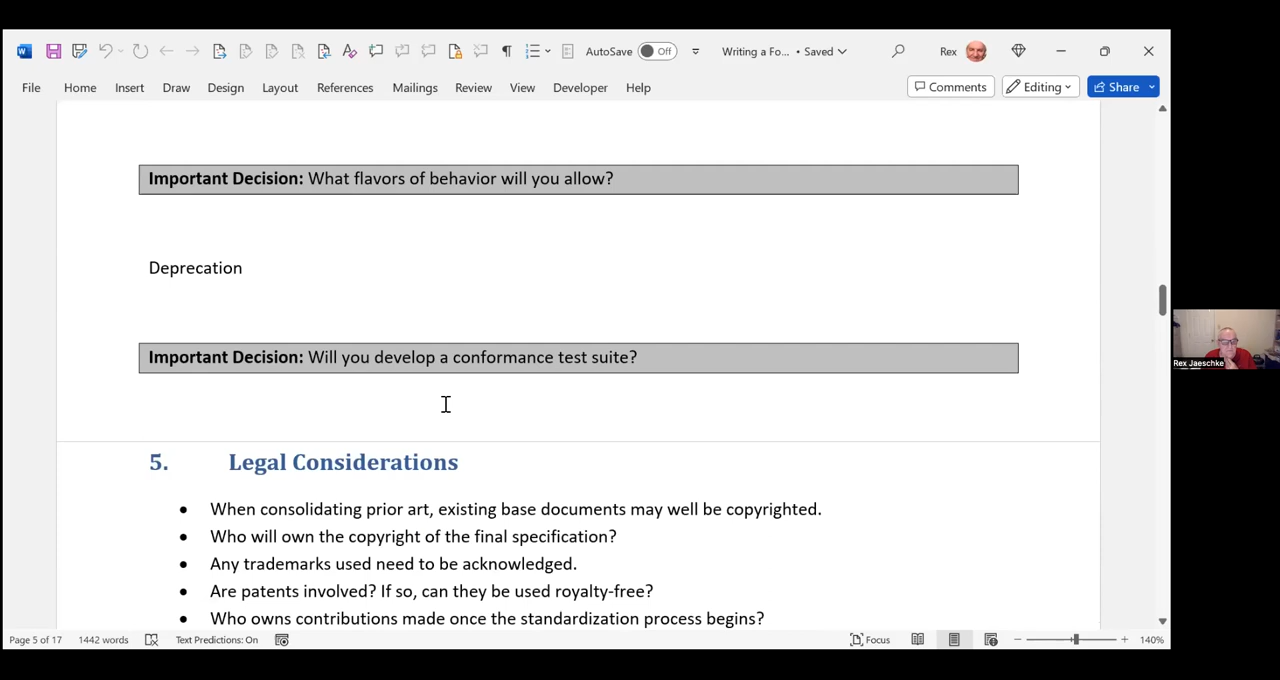 AutoSave Off Writing a Fo... • Saved Rex
File Home Insert Draw Design Layout References Mailings Review View Developer Help Comments Editing Share
Important Decision: What flavors of behavior will you allow?
Deprecation
Important Decision: Will you develop a conformance test suite?
Rex Jaeschke
5. Legal Considerations
• When consolidating prior art, existing base documents may well be copyrighted.
• Who will own the copyright of the final specification?
• Any trademarks used need to be acknowledged.
• Are patents involved? If so, can they be used royalty-free?
• Who owns contributions made once the standardization process begins?
Page 5 of 17 1442 words Text Predictions: On Focus 140%